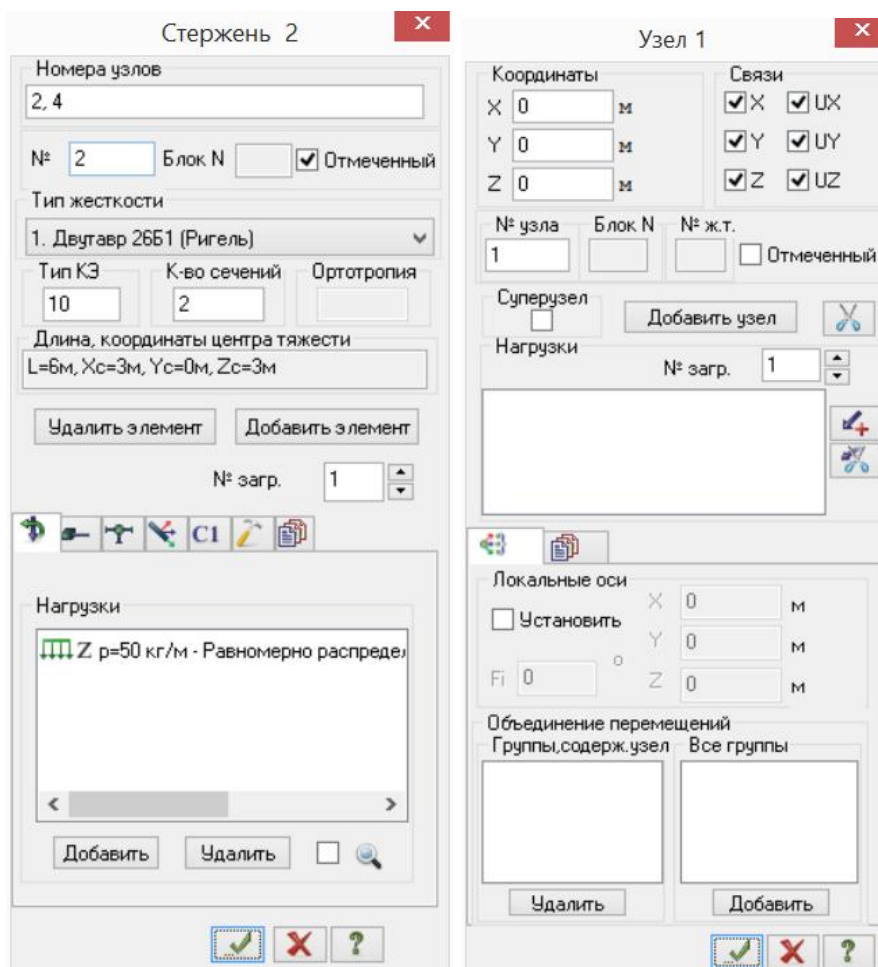 Стержень 2
Номера узлов
2, 4
№ 2 Блок N Отмеченный
Тип жесткости
1. Двутавр 26Б1 (Ригель)
Тип КЭ К-во сечений Ортотропия
10 2
Длина, координаты центра тяжести
L=6м, Xc=3м, Yc=0м, Zc=3м
Удалить элемент Добавить элемент
№ загр. 1
C1
Нагрузки
Z p=50 кг/м - Равномерно распредел
Добавить Удалить
?
Узел 1
Координаты Связи
X 0 м X UX
Y 0 м Y UY
Z 0 м Z UZ
№ узла Блок N № ж.т.
1 Отмеченный
Суперузел
Добавить узел
Нагрузки
№ загр. 1
Локальные оси
X 0 м
Установить
Y 0 м
Fi 0 °
Z 0 м
Объединение перемещений
Группы,содерж.узел Все группы
Удалить Добавить
?